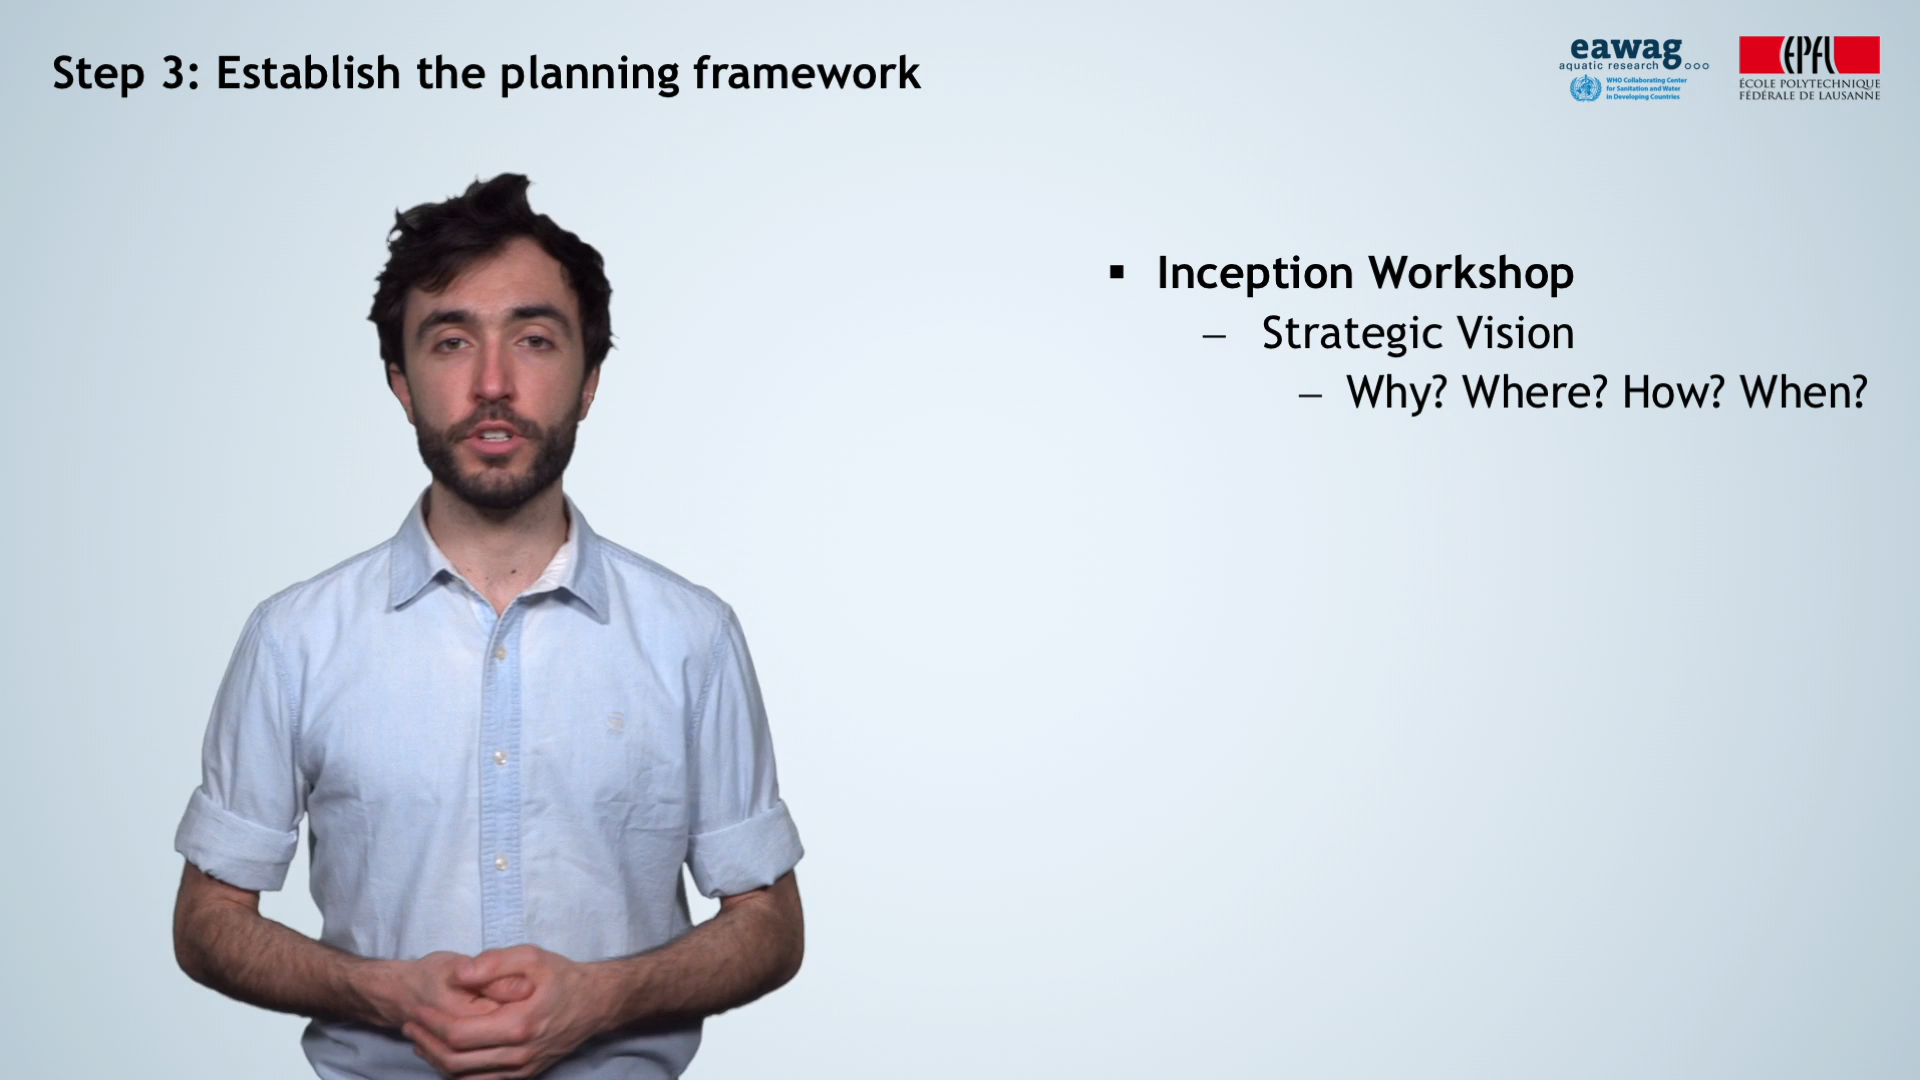 Step 3: Establish the planning framework
eawag
aquatic research
WHO Collaborating Center
for Sanitation and Water
in Developing Countries
EPFL
ÉCOLE POLYTECHNIQUE
FÉDÉRALE DE LAUSANNE
▪ Inception Workshop
– Strategic Vision
– Why? Where? How? When?